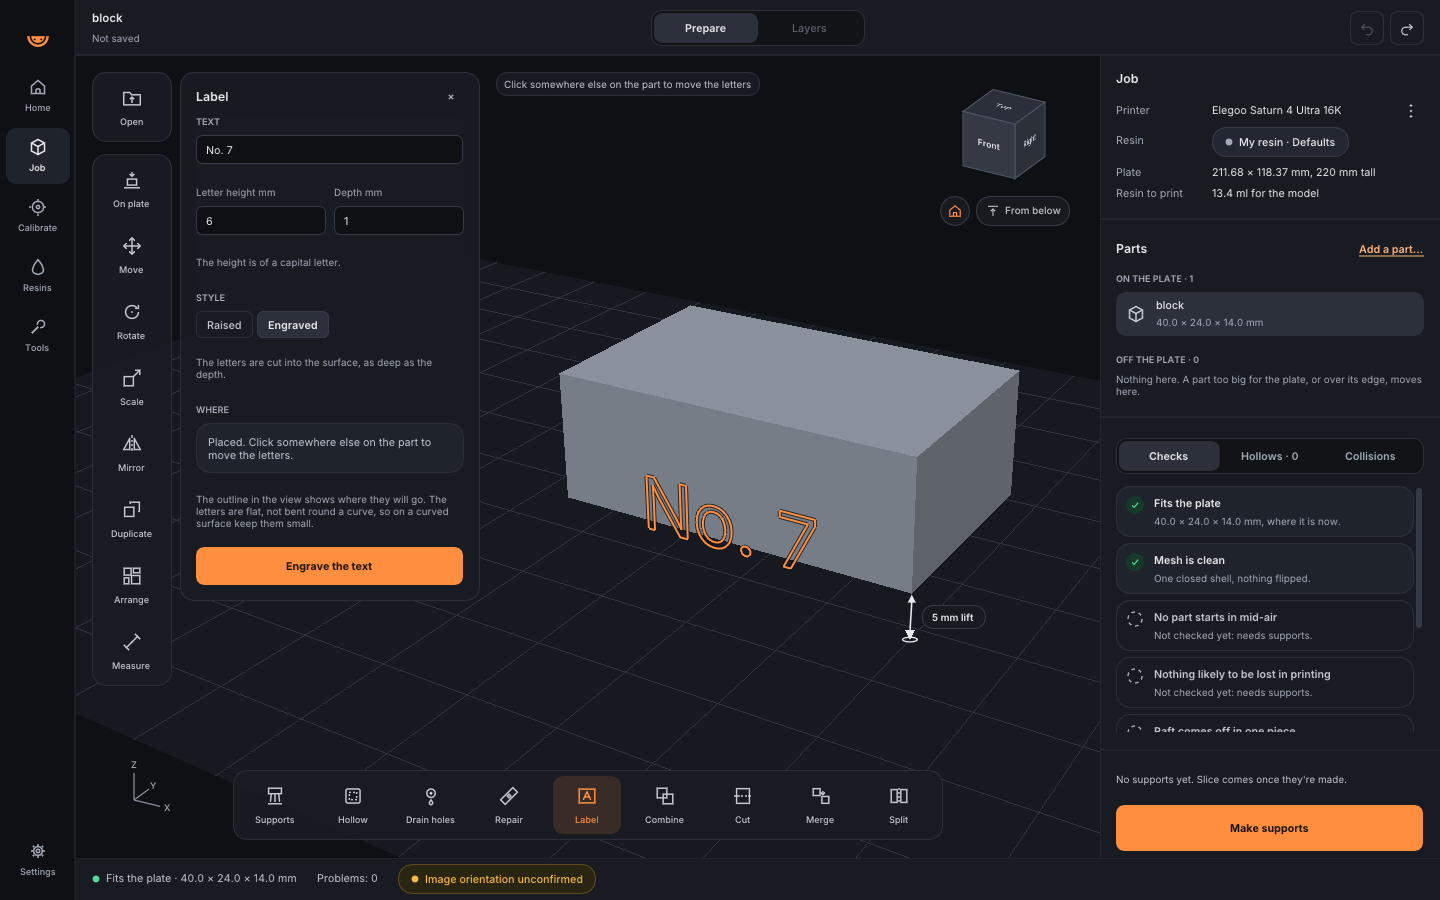 block
Not saved
Prepare
Layers
Home
Job
Calibrate
Resins
Tools
Settings
Open
On plate
Move
Rotate
Scale
Mirror
Duplicate
Arrange
Measure
Label
×
TEXT
No. 7
Letter height mm
Depth mm
6
1
The height is of a capital letter.
STYLE
Raised
Engraved
The letters are cut into the surface, as deep as the
depth.
WHERE
Placed. Click somewhere else on the part to
move the letters.
The outline in the view shows where they will go. The
letters are flat, not bent round a curve, so on a curved
surface keep them small.
Engrave the text
Click somewhere else on the part to move the letters
Top
Front
Right
From below
No. 7
5 mm lift
Z
Y
X
Supports
Hollow
Drain holes
Repair
Label
Combine
Cut
Merge
Split
Job
Printer
Elegoo Saturn 4 Ultra 16K
Resin
My resin · Defaults
Plate
211.68 × 118.37 mm, 220 mm tall
Resin to print
13.4 ml for the model
Parts
Add a part...
ON THE PLATE · 1
block
40.0 × 24.0 × 14.0 mm
OFF THE PLATE · 0
Nothing here. A part too big for the plate, or over its edge, moves
here.
Checks
Hollows · 0
Collisions
Fits the plate
40.0 × 24.0 × 14.0 mm, where it is now.
Mesh is clean
One closed shell, nothing flipped.
No part starts in mid-air
Not checked yet: needs supports.
Nothing likely to be lost in printing
Not checked yet: needs supports.
Raft comes off in one piece
No supports yet. Slice comes once they're made.
Make supports
Fits the plate · 40.0 × 24.0 × 14.0 mm
Problems: 0
Image orientation unconfirmed